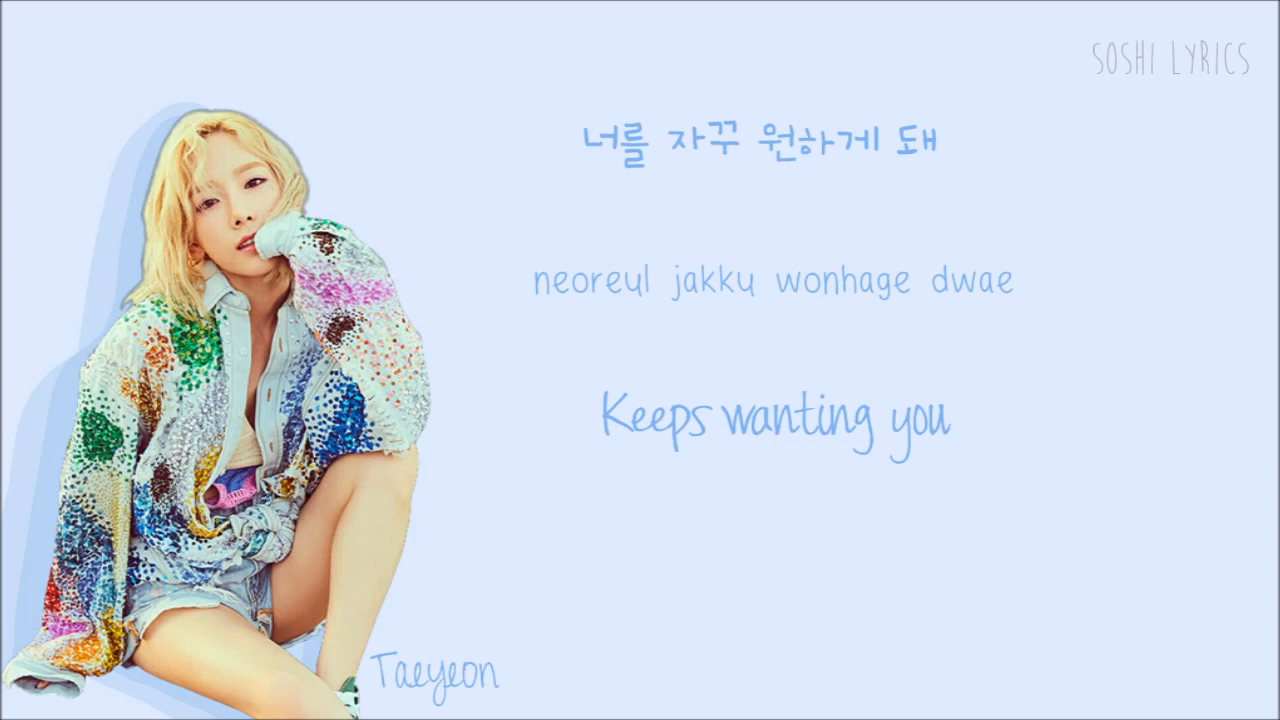 SOSHI LYRICS
너를 자꾸 원하게 돼
neoreul jakku wonhage dwae
Keeps wanting you
Taeyeon